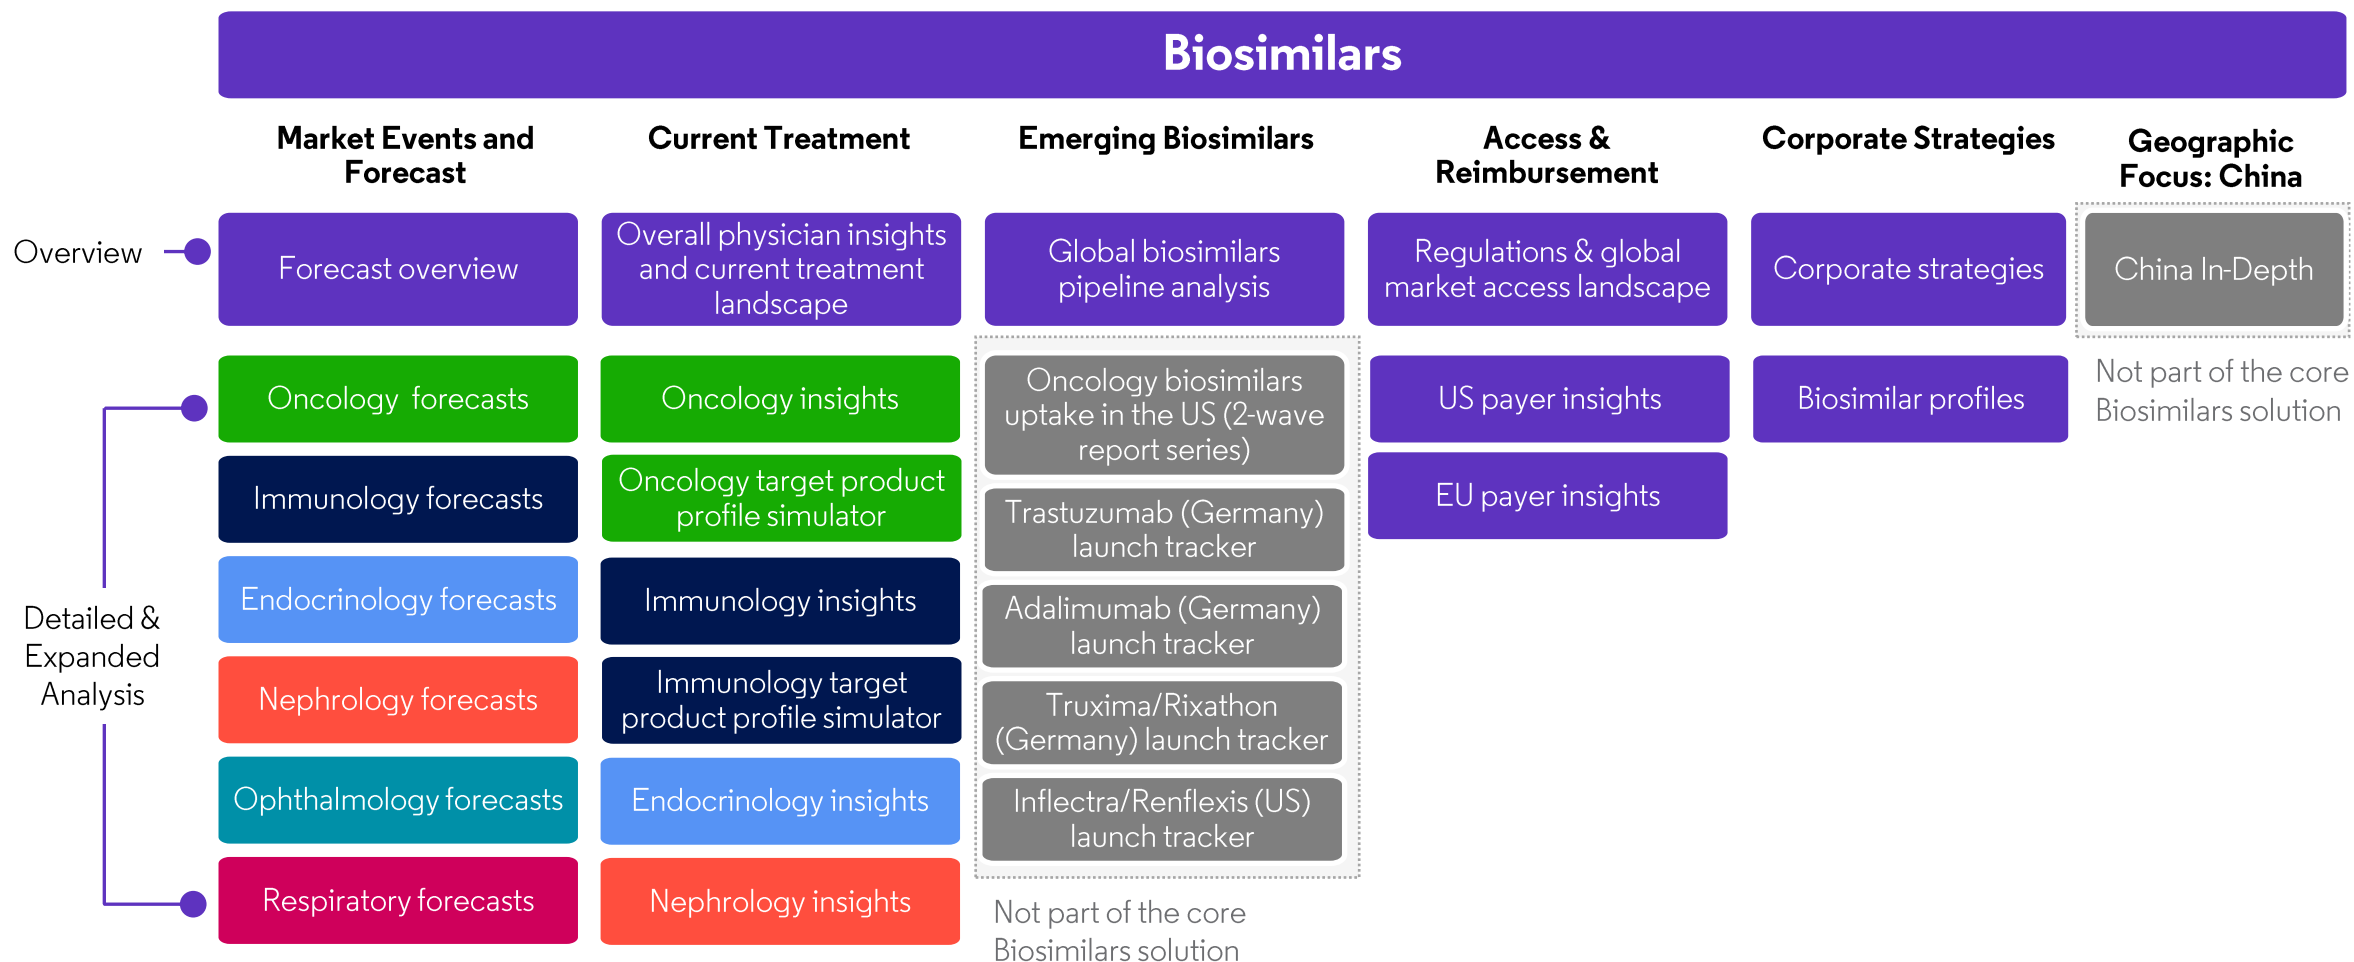 Biosimilars
Market Events and
Forecast
Current Treatment
Emerging Biosimilars
Access &
Reimbursement
Corporate Strategies
Geographic
Focus: China
Overview
Forecast overview
Overall physician insights
and current treatment
landscape
Global biosimilars
pipeline analysis
Regulations & global
market access landscape
Corporate strategies
China In-Depth
Detailed &
Expanded
Analysis
Oncology forecasts
Immunology forecasts
Endocrinology forecasts
Nephrology forecasts
Ophthalmology forecasts
Respiratory forecasts
Oncology insights
Oncology target product
profile simulator
Immunology insights
Immunology target
product profile simulator
Endocrinology insights
Nephrology insights
Oncology biosimilars
uptake in the US (2-wave
report series)
Trastuzumab (Germany)
launch tracker
Adalimumab (Germany)
launch tracker
Truxima/Rixathon
(Germany) launch tracker
Inflectra/Renflexis (US)
launch tracker
Not part of the core
Biosimilars solution
US payer insights
EU payer insights
Biosimilar profiles
Not part of the core
Biosimilars solution